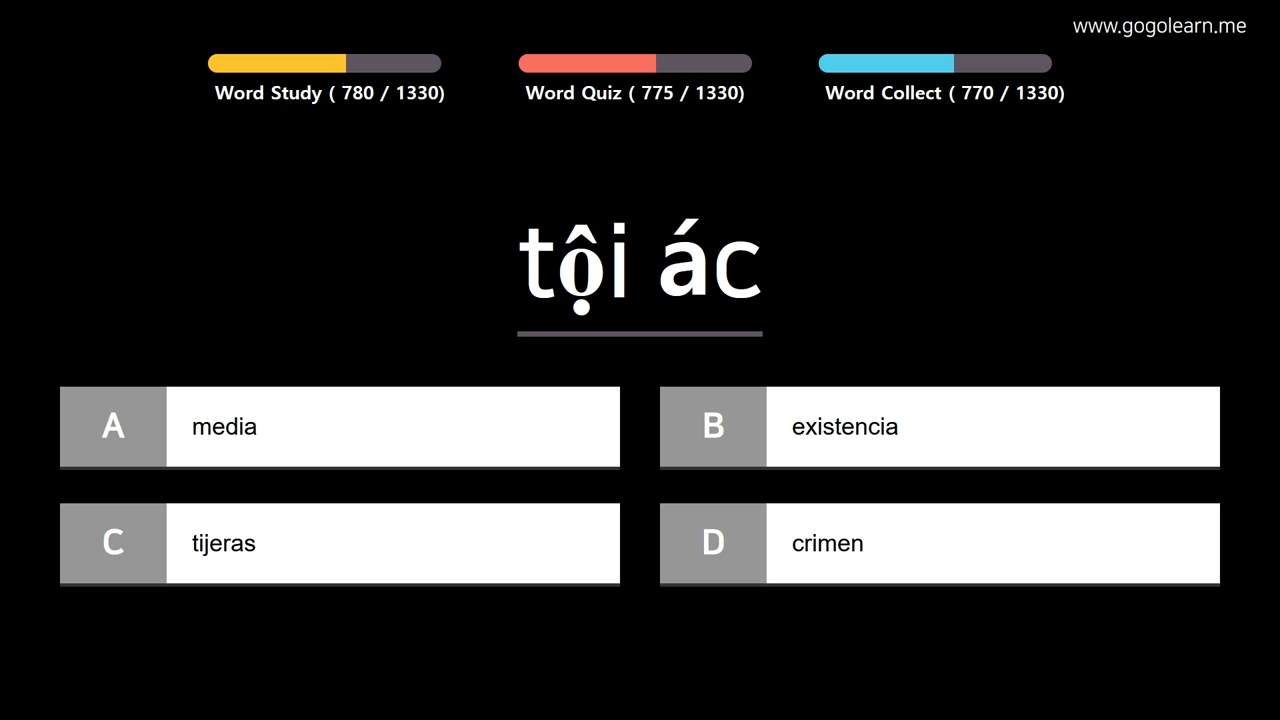 www.gogolearn.me
Word Study ( 780 / 1330)
Word Quiz ( 775 / 1330)
Word Collect ( 770 / 1330)
tội ác
A media
B existencia
C tijeras
D crimen